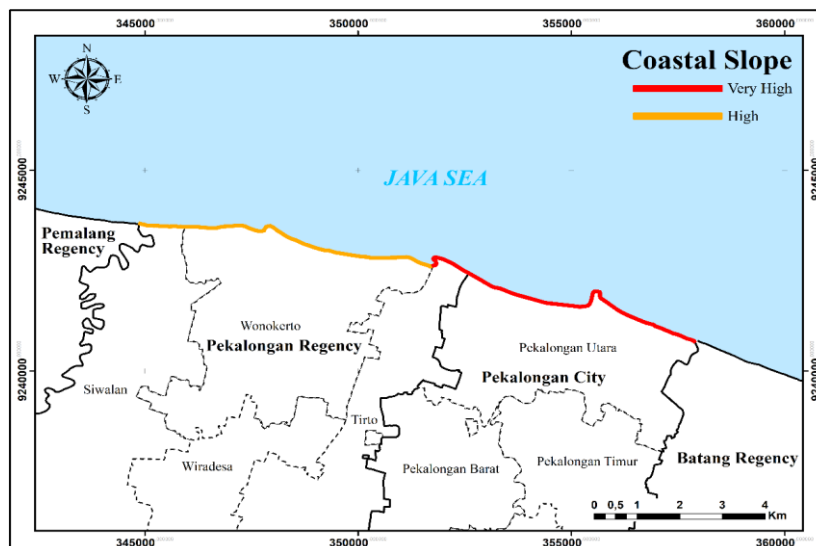 345000
350000
355000
360000
N
W E
S
Coastal Slope
Very High
High
9245000
9245000
JAVA SEA
Pemalang
Regency
Wonokerto
Pekalongan Regency
Pekalongan Utara
Pekalongan City
9240000
9240000
Siwalan
Tirto
Wiradesa
Pekalongan Barat
Pekalongan Timur
Batang Regency
0 0,5 1 2 3 4
Km
345000
350000
355000
360000